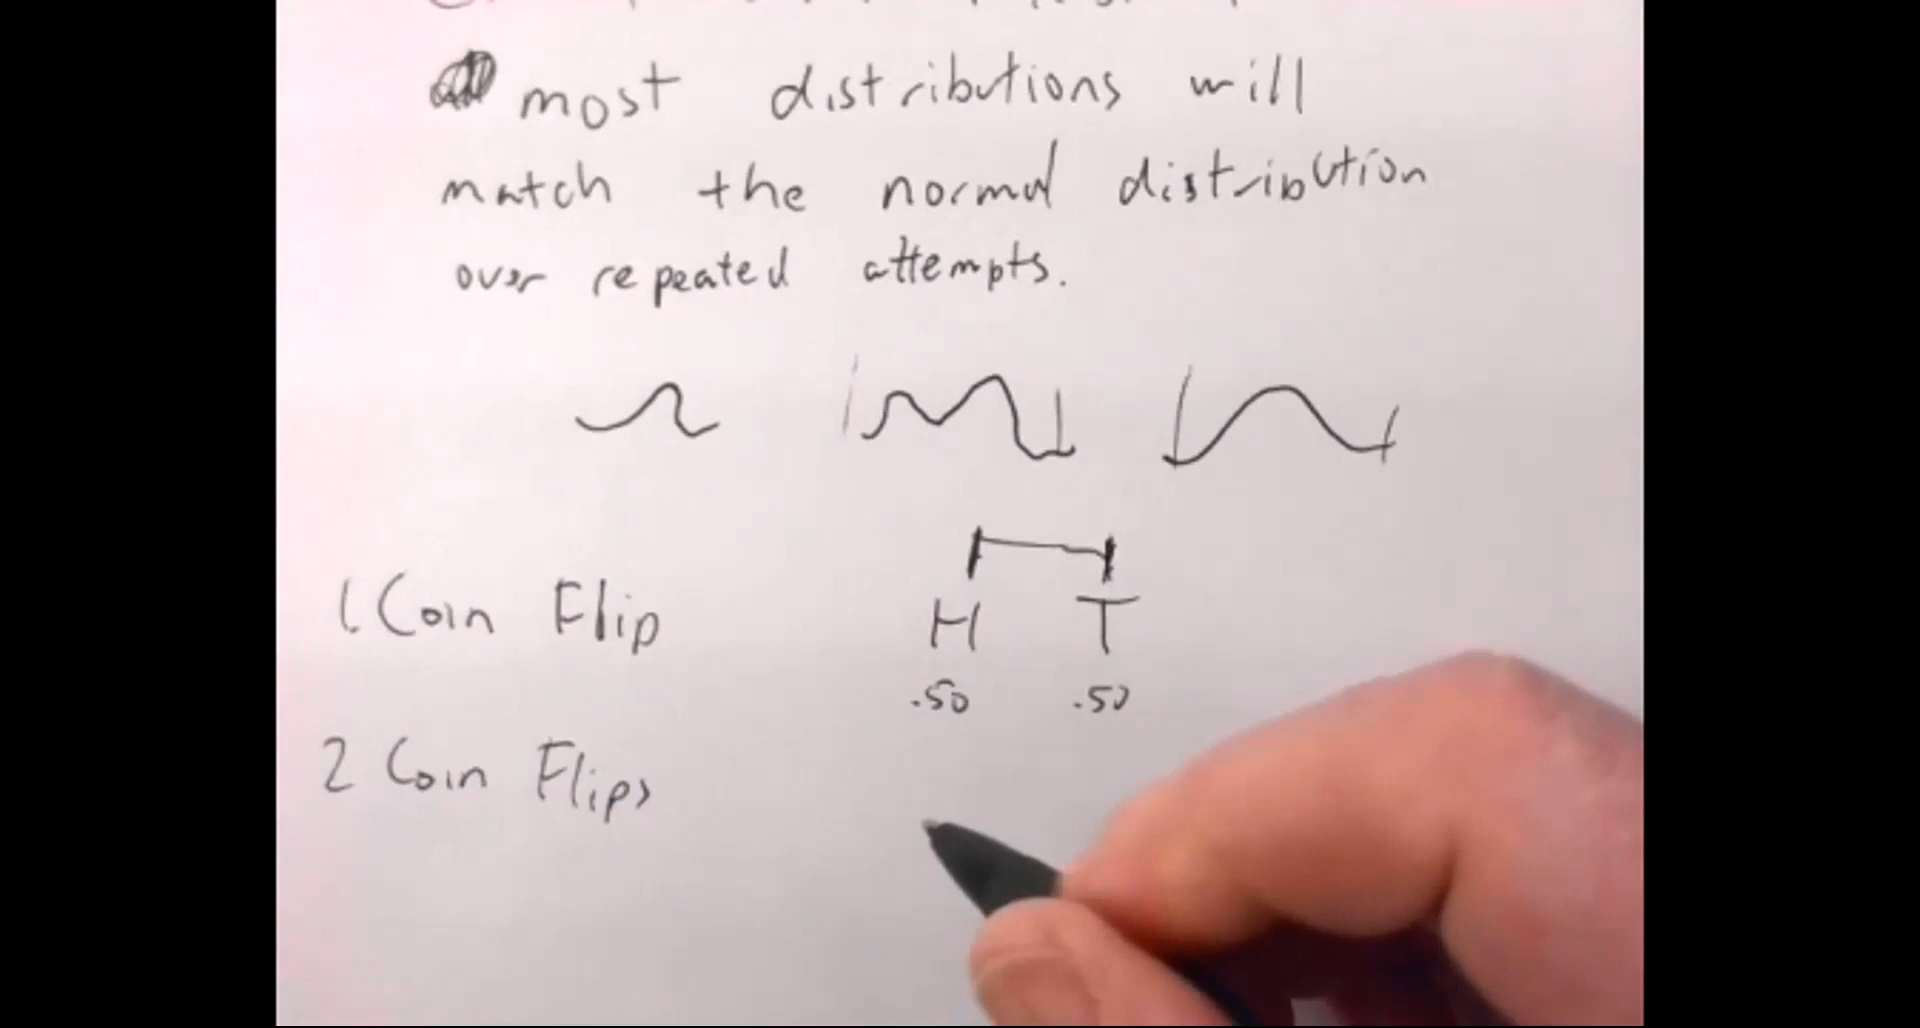 most distributions will
match the normal distribution
over repeated attempts.
1 Coin Flip
H T
.50 .50
2 Coin Flips